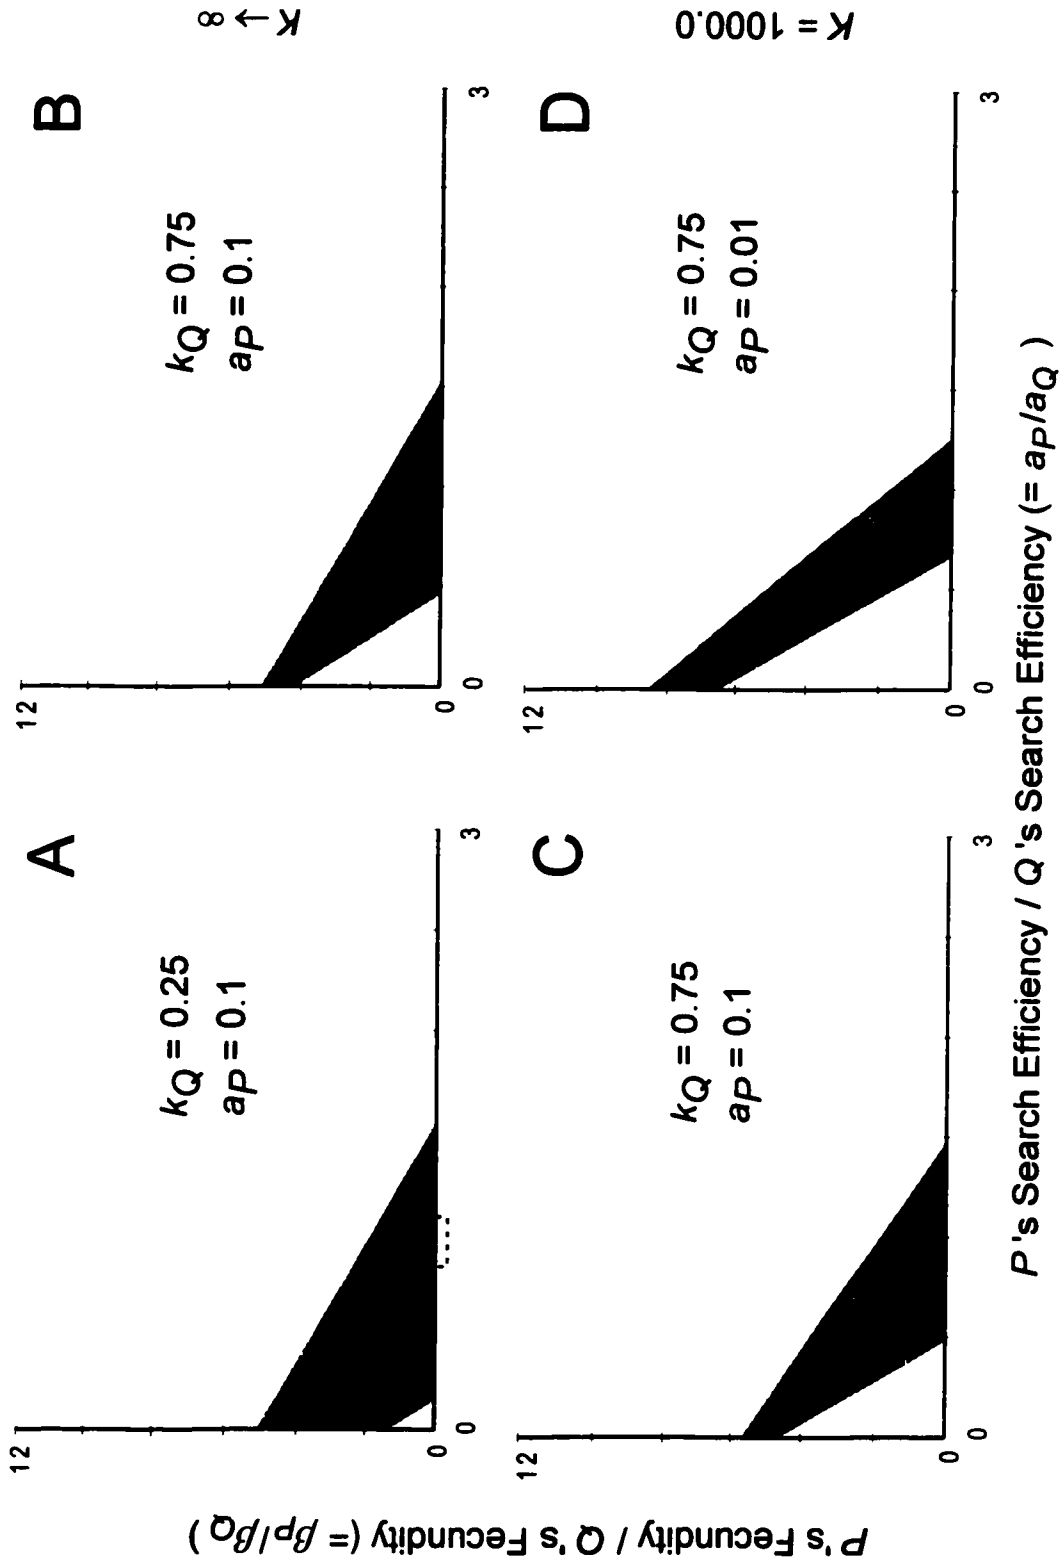 A
k_Q = 0.25
a_P = 0.1
12
0
0
3
B
k_Q = 0.75
a_P = 0.1
12
0
0
3
K → ∞
C
k_Q = 0.75
a_P = 0.1
12
0
0
3
D
k_Q = 0.75
a_P = 0.01
12
0
0
3
K = 1000.0
P's Fecundity / Q's Fecundity (= β_P/β_Q )
P's Search Efficiency / Q's Search Efficiency (= a_P/a_Q )